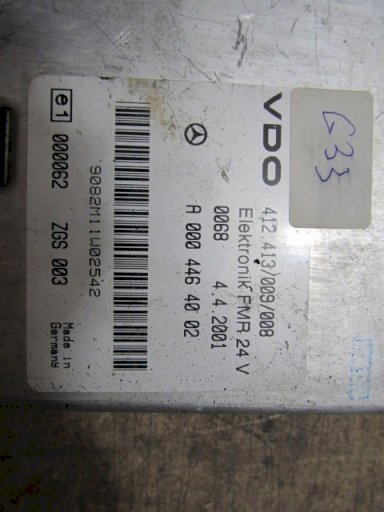 VDO
G33
412.413/009/008
Elektronik FMR 24 V
0068 4.4.2001
A 000 446 40 02
9082M11W02542
e1 000062 ZGS 003
Made in
Germany